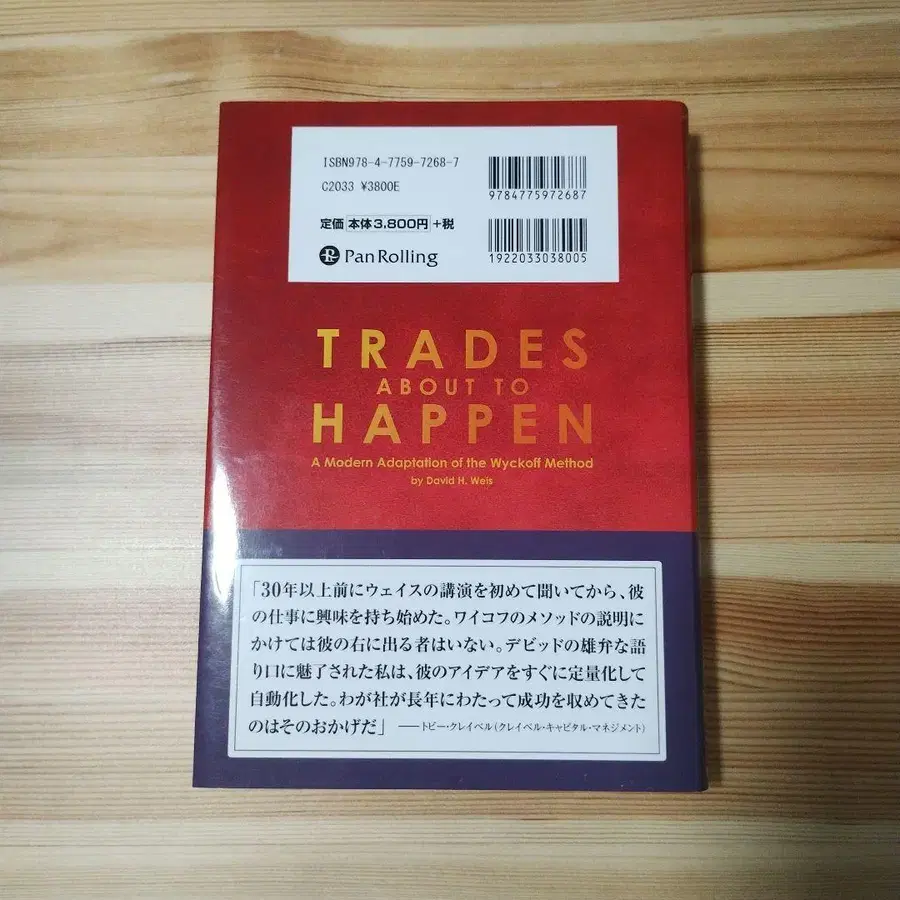 ISBN978-4-7759-7268-7
C2033 ¥3800E
9784775972687
定価 本体3,800円 +税
1922033038005
PanRolling
TRADES
ABOUT TO
HAPPEN
A Modern Adaptation of the Wyckoff Method
by David H. Weis
「30年以上前にウェイスの講演を初めて聞いてから、彼
の仕事に興味を持ち始めた。ワイコフのメソッドの説明に
かけては彼の右に出る者はいない。デビッドの雄弁な語
り口に魅了された私は、彼のアイデアをすぐに定量化して
自動化した。わが社が長年にわたって成功を収めてきた
のはそのおかげだ」 ――トビー・クレイベル(クレイベル・キャピタル・マネジメント)